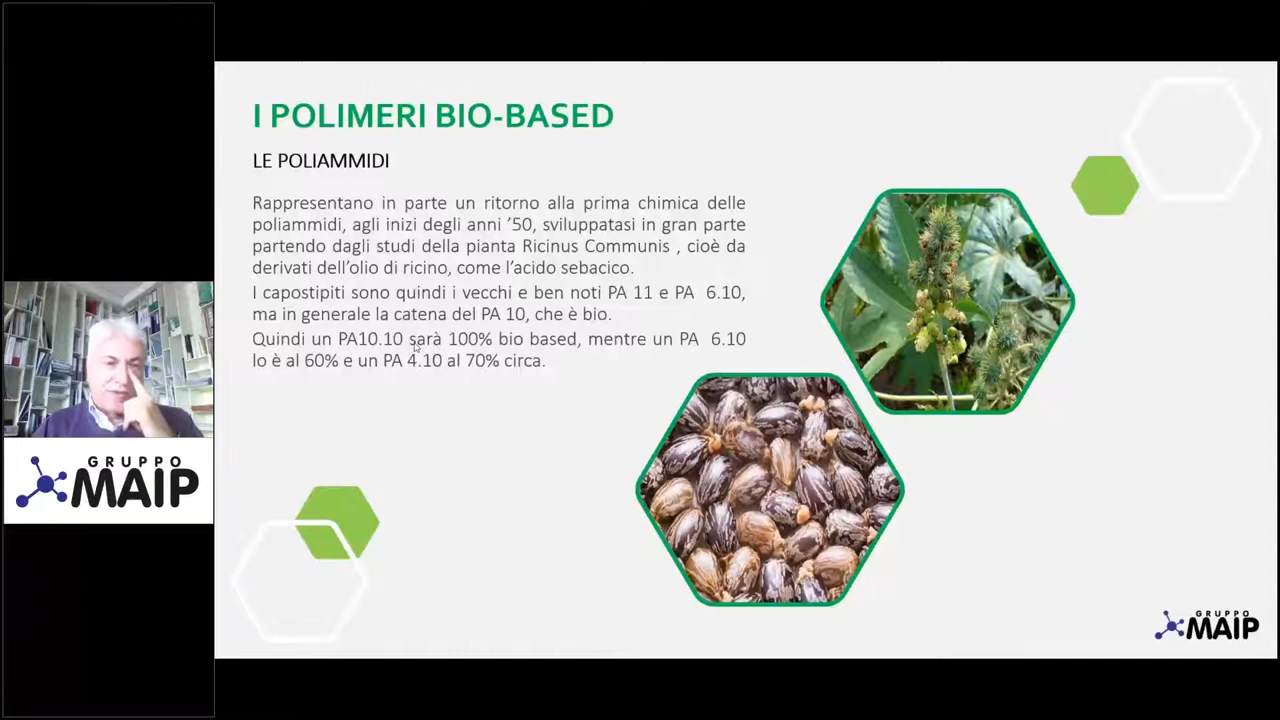 I POLIMERI BIO-BASED
LE POLIAMMIDI
Rappresentano in parte un ritorno alla prima chimica delle
poliammidi, agli inizi degli anni ’50, sviluppatasi in gran parte
partendo dagli studi della pianta Ricinus Communis , cioè da
derivati dell’olio di ricino, come l’acido sebacico.
I capostipiti sono quindi i vecchi e ben noti PA 11 e PA 6.10,
ma in generale la catena del PA 10, che è bio.
Quindi un PA10.10 sarà 100% bio based, mentre un PA 6.10
lo è al 60% e un PA 4.10 al 70% circa.
GRUPPO
MAIP
GRUPPO
MAIP